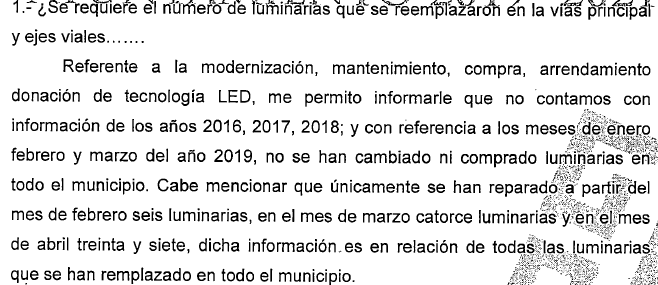 1.- ¿Se requiere el número de luminarias que se reemplazaron en la vías principal
y ejes viales.......
Referente a la modernización, mantenimiento, compra, arrendamiento
donación de tecnología LED, me permito informarle que no contamos con
información de los años 2016, 2017, 2018; y con referencia a los meses de enero
febrero y marzo del año 2019, no se han cambiado ni comprado luminarias en
todo el municipio. Cabe mencionar que únicamente se han reparado a partir del
mes de febrero seis luminarias, en el mes de marzo catorce luminarias y en el mes
de abril treinta y siete, dicha información es en relación de todas las luminarias
que se han remplazado en todo el municipio.